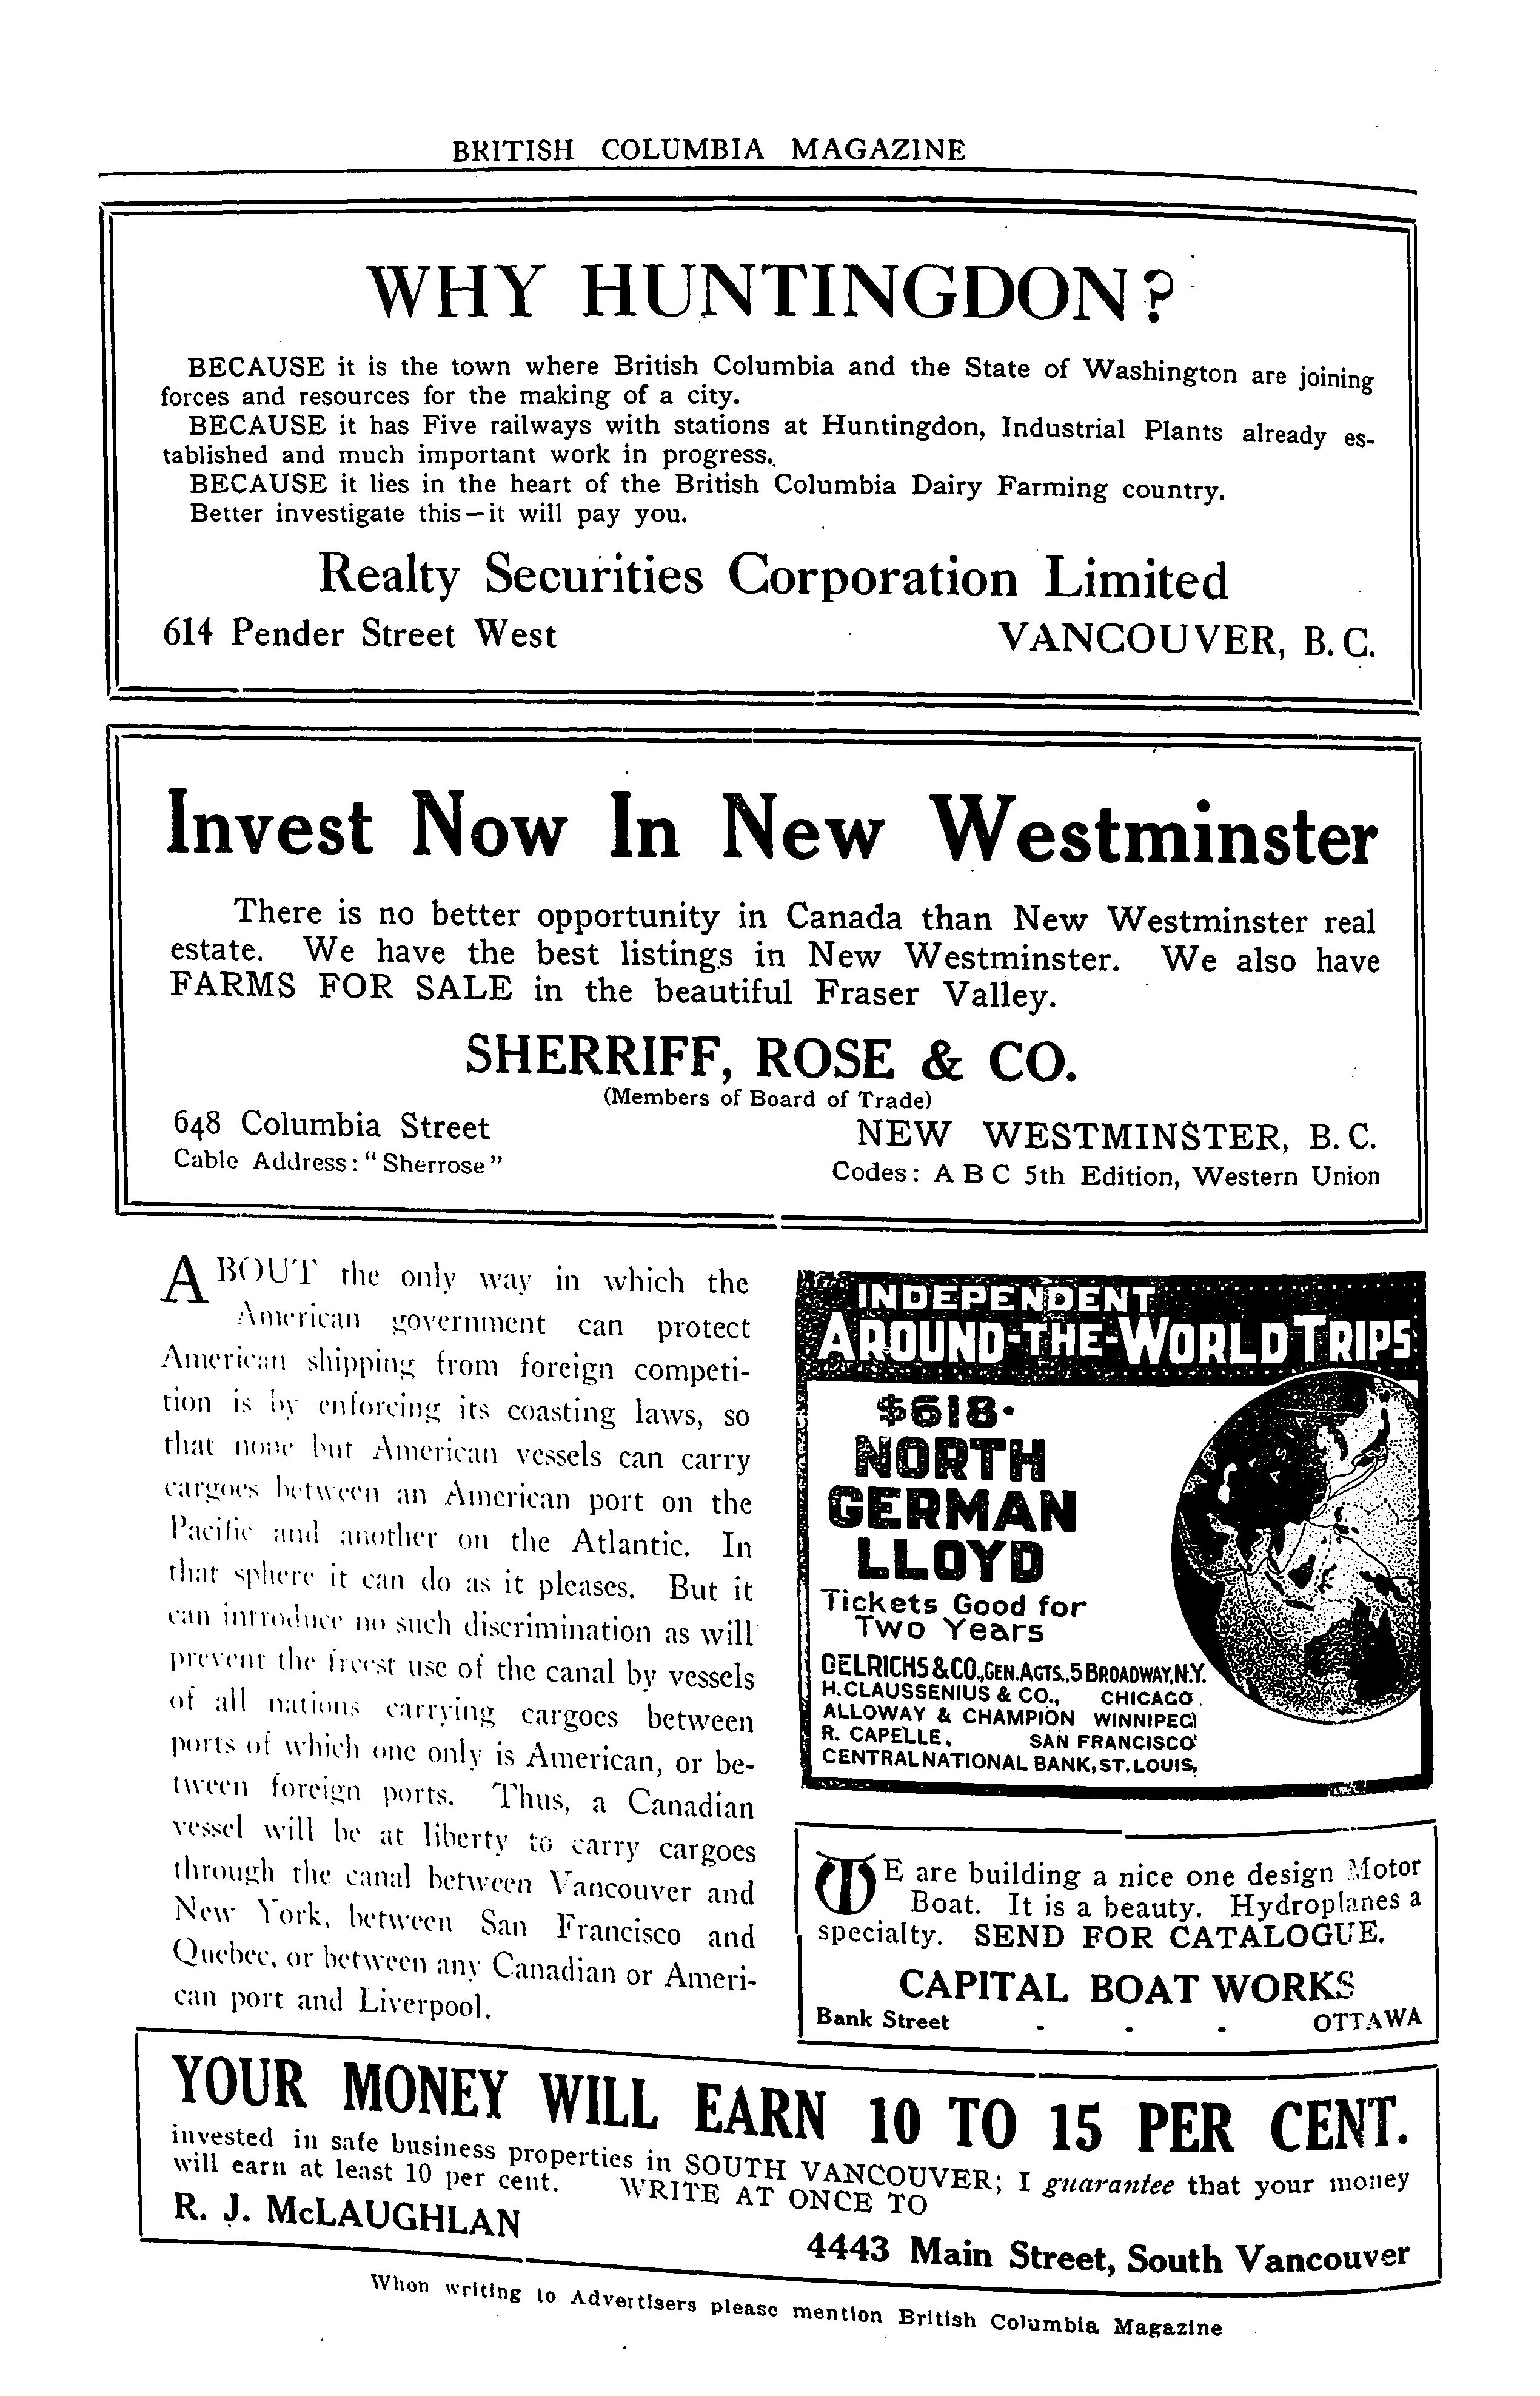 BRITISH COLUMBIA MAGAZINE
WHY HUNTINGDON?
BECAUSE it is the town where British Columbia and the State of Washington are joining
forces and resources for the making of a city.
BECAUSE it has Five railways with stations at Huntingdon, Industrial Plants already es-
tablished and much important work in progress.
BECAUSE it lies in the heart of the British Columbia Dairy Farming country.
Better investigate this—it will pay you.
Realty Securities Corporation Limited
614 Pender Street West VANCOUVER, B. C.
Invest Now In New Westminster
There is no better opportunity in Canada than New Westminster real
estate. We have the best listings in New Westminster. We also have
FARMS FOR SALE in the beautiful Fraser Valley.
SHERRIFF, ROSE & CO.
(Members of Board of Trade)
648 Columbia Street NEW WESTMINSTER, B. C.
Cable Address: "Sherrose" Codes: A B C 5th Edition, Western Union
ABOUT the only way in which the
American government can protect
American shipping from foreign competi-
tion is by enforcing its coasting laws, so
that none but American vessels can carry
cargoes between an American port on the
Pacific and another on the Atlantic. In
that sphere it can do as it pleases. But it
can introduce no such discrimination as will
prevent the freest use of the canal by vessels
of all nations carrying cargoes between
ports of which one only is American, or be-
tween foreign ports. Thus, a Canadian
vessel will be at liberty to carry cargoes
through the canal between Vancouver and
New York, between San Francisco and
Quebec, or between any Canadian or Ameri-
can port and Liverpool.
INDEPENDENT
AROUND-THE-WORLD TRIPS
$618.
NORTH
GERMAN
LLOYD
Tickets Good for
Two Years
OELRICHS & CO., GEN. AGTS., 5 BROADWAY, N.Y.
H. CLAUSSENIUS & CO., CHICAGO
ALLOWAY & CHAMPION WINNIPEG
R. CAPELLE, SAN FRANCISCO
CENTRAL NATIONAL BANK, ST. LOUIS,
WE are building a nice one design Motor
Boat. It is a beauty. Hydroplanes a
specialty. SEND FOR CATALOGUE.
CAPITAL BOAT WORKS
Bank Street - - - OTTAWA
YOUR MONEY WILL EARN 10 TO 15 PER CENT.
invested in safe business properties in SOUTH VANCOUVER; I guarantee that your money
will earn at least 10 per cent. WRITE AT ONCE TO
R. J. McLAUGHLAN
4443 Main Street, South Vancouver
When writing to Advertisers please mention British Columbia Magazine